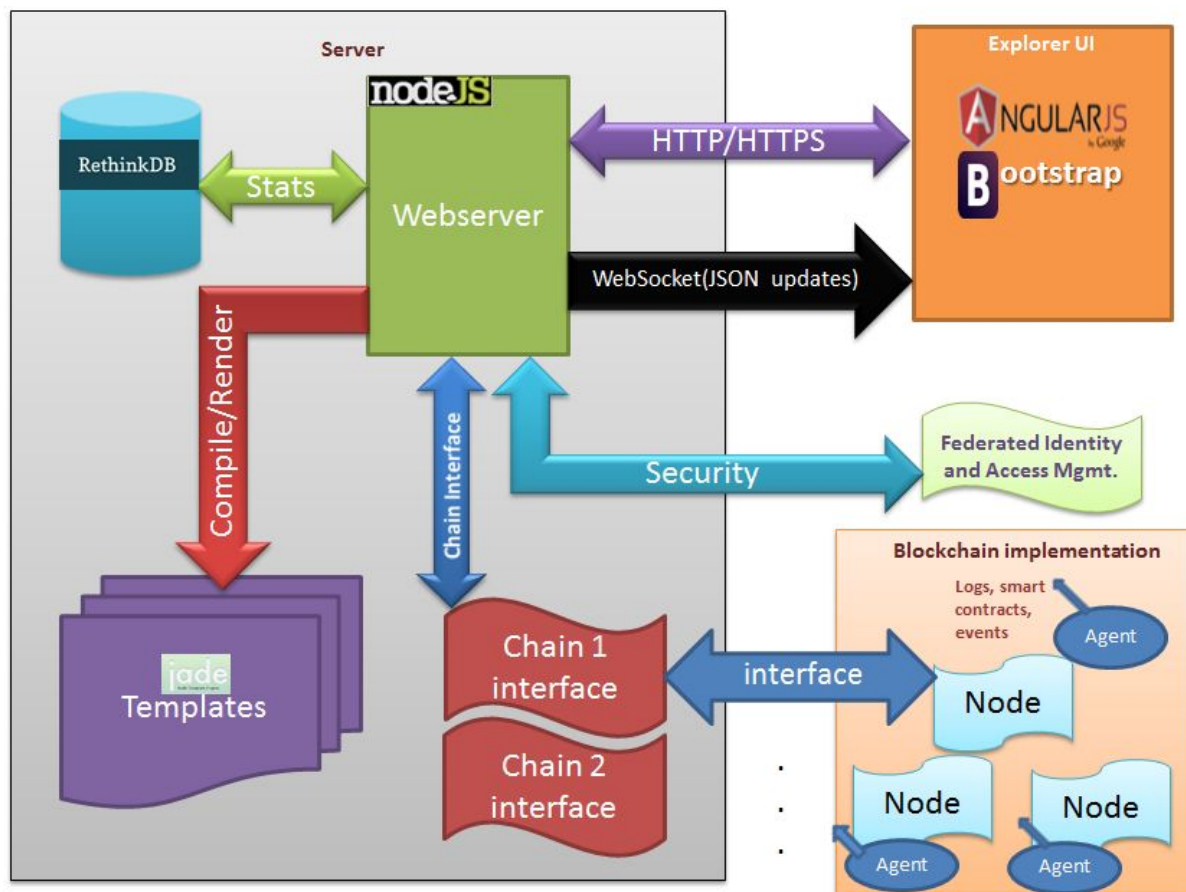 Server
nodeJS
RethinkDB
Stats
Webserver
HTTP/HTTPS
WebSocket(JSON updates)
Explorer UI
ANGULARJS
by Google
Bootstrap
Compile/Render
Chain Interface
Security
Federated Identity
and Access Mgmt.
jade
Templates
Chain 1
interface
Chain 2
interface
interface
.
.
.
Blockchain implementation
Logs, smart
contracts,
events
Agent
Node
Node
Node
Agent
Agent